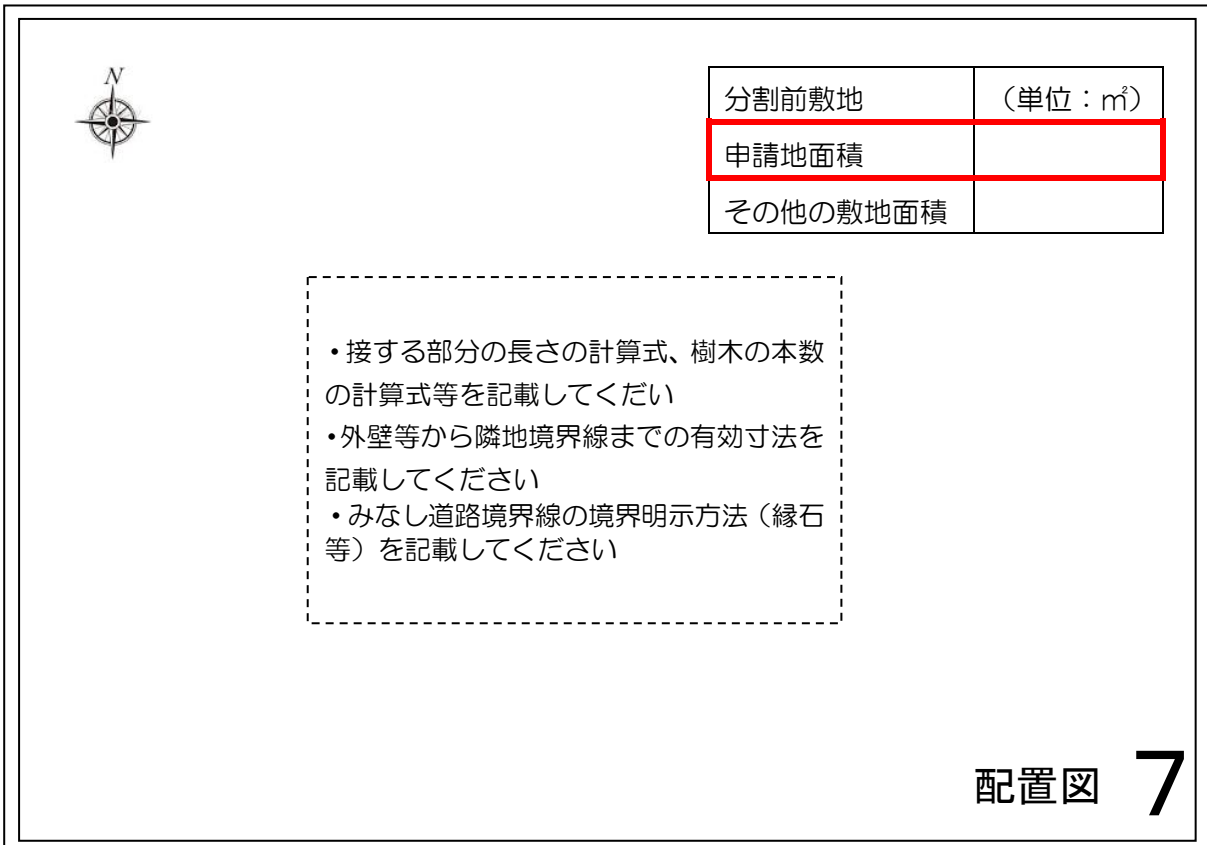 N
分割前敷地 （単位：㎡）
申請地面積
その他の敷地面積
・接する部分の長さの計算式、樹木の本数
の計算式等を記載してくだい
・外壁等から隣地境界線までの有効寸法を
記載してください
・みなし道路境界線の境界明示方法（縁石
等）を記載してください
配置図 7